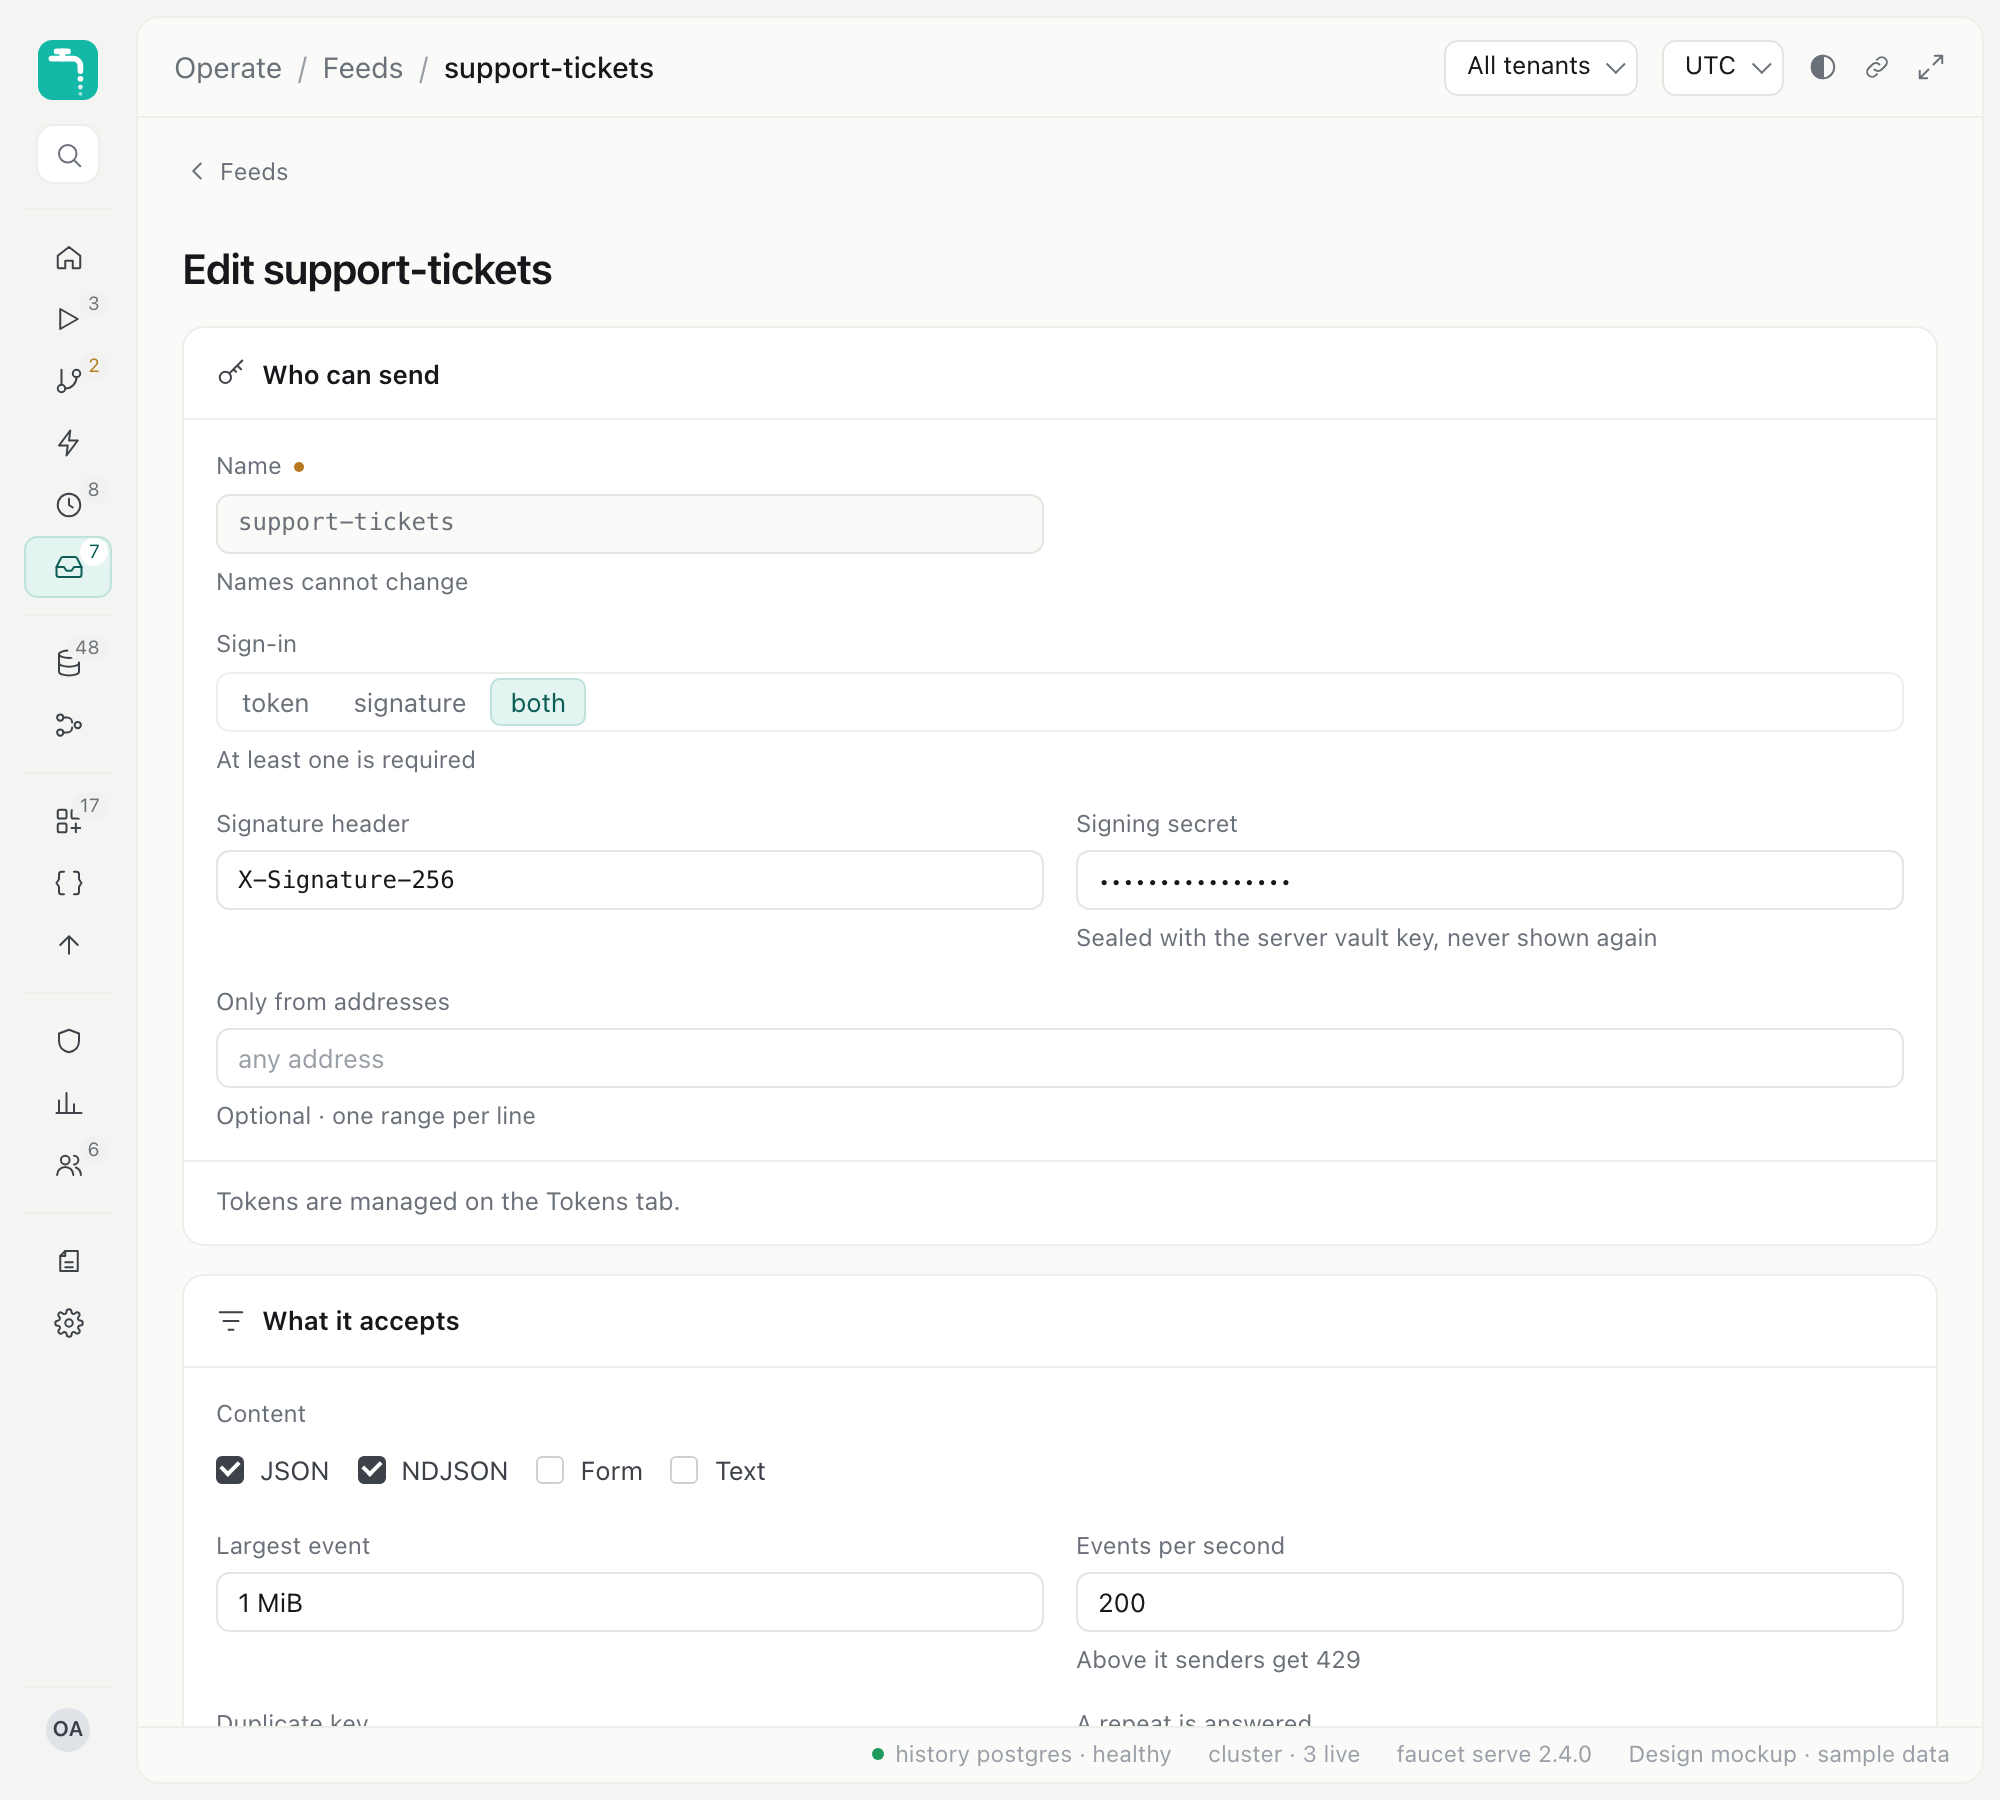 Operate / Feeds / support-tickets
All tenants
UTC
Feeds
3
2
8
7
48
17
6
OA
Edit support-tickets
Who can send
Name
support-tickets
Names cannot change
Sign-in
token signature both
At least one is required
Signature header
X-Signature-256
Signing secret
••••••••••••••••
Sealed with the server vault key, never shown again
Only from addresses
any address
Optional · one range per line
Tokens are managed on the Tokens tab.
What it accepts
Content
JSON NDJSON Form Text
Largest event
1 MiB
Events per second
200
Above it senders get 429
Duplicate key
A repeat is answered
history postgres · healthy cluster · 3 live faucet serve 2.4.0 Design mockup · sample data